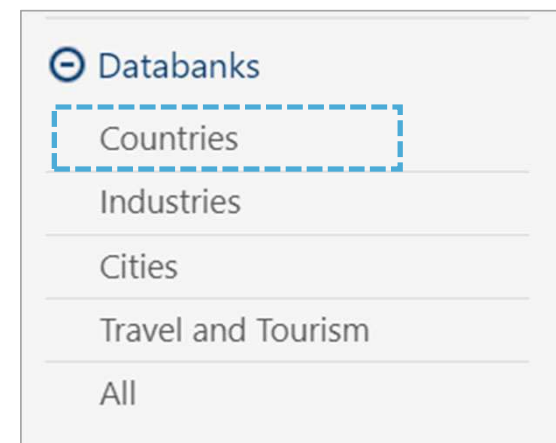 Databanks
Countries
Industries
Cities
Travel and Tourism
All